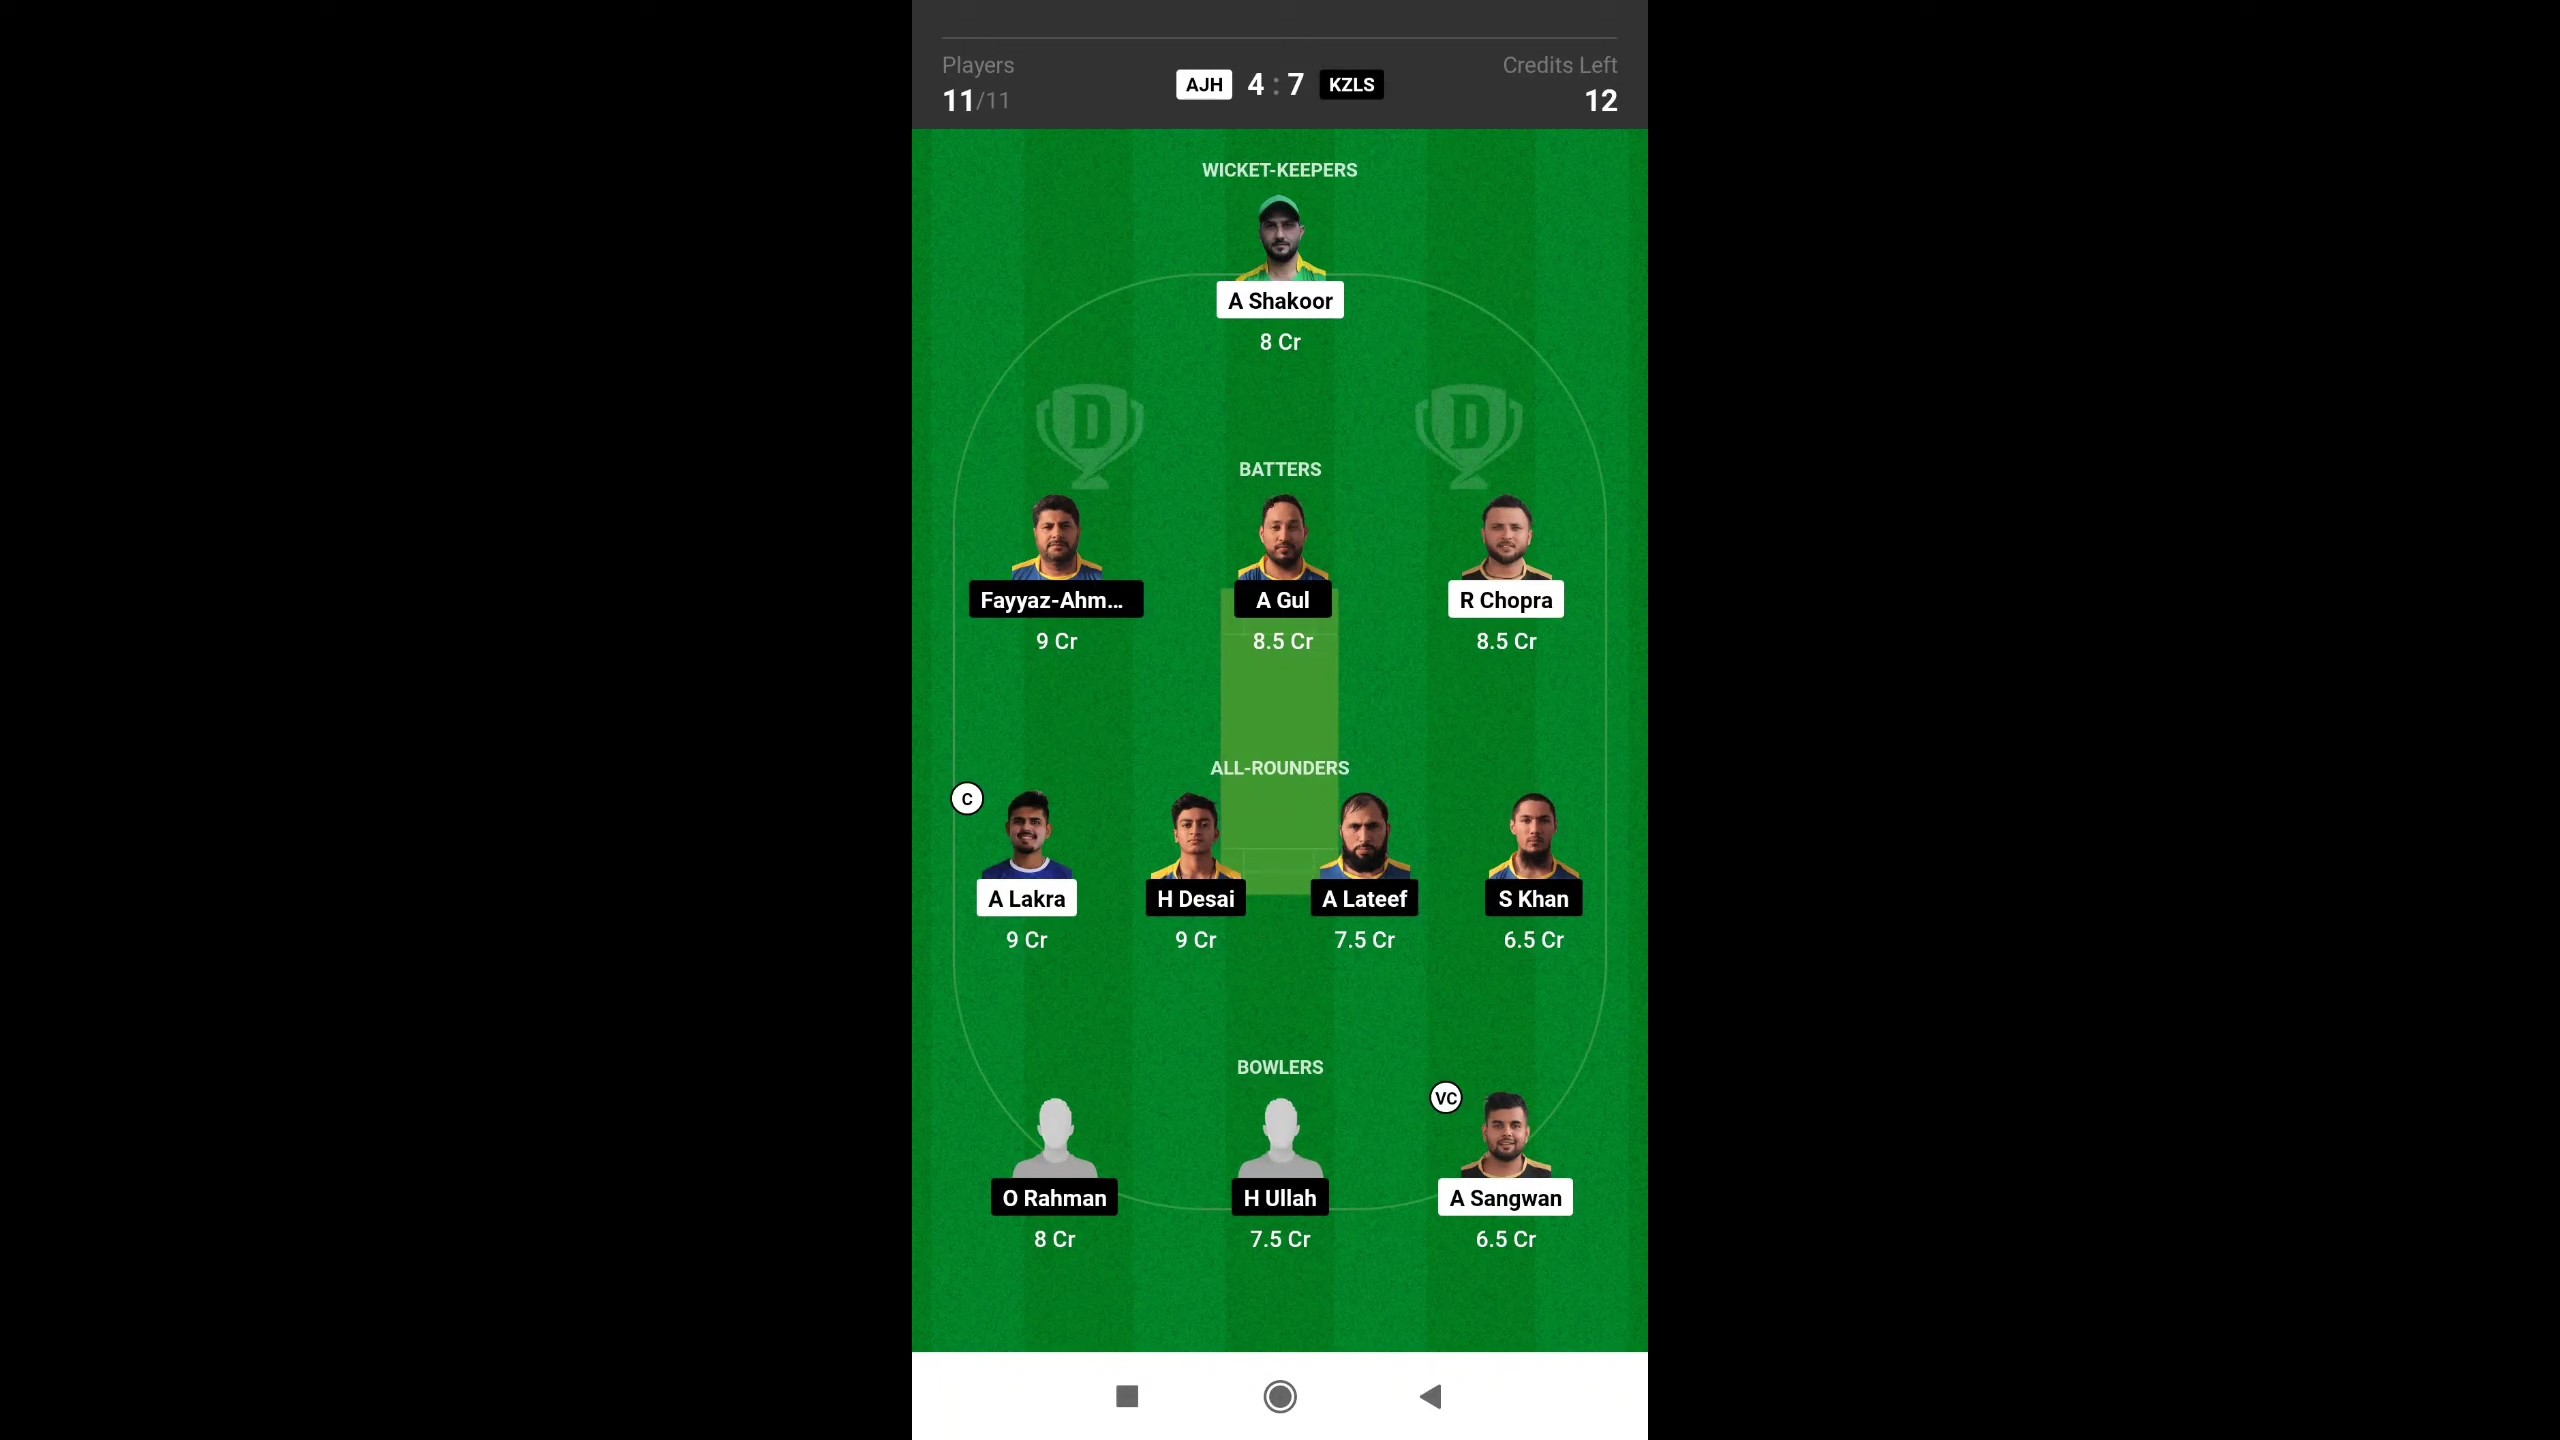 Players
Credits Left
AJH 4 : 7 KZLS
11/11
12
WICKET-KEEPERS
A Shakoor
8 Cr
D D
BATTERS
Fayyaz-Ahm... A Gul R Chopra
9 Cr 8.5 Cr 8.5 Cr
ALL-ROUNDERS
C
A Lakra H Desai A Lateef S Khan
9 Cr 9 Cr 7.5 Cr 6.5 Cr
BOWLERS
VC
O Rahman H Ullah A Sangwan
8 Cr 7.5 Cr 6.5 Cr